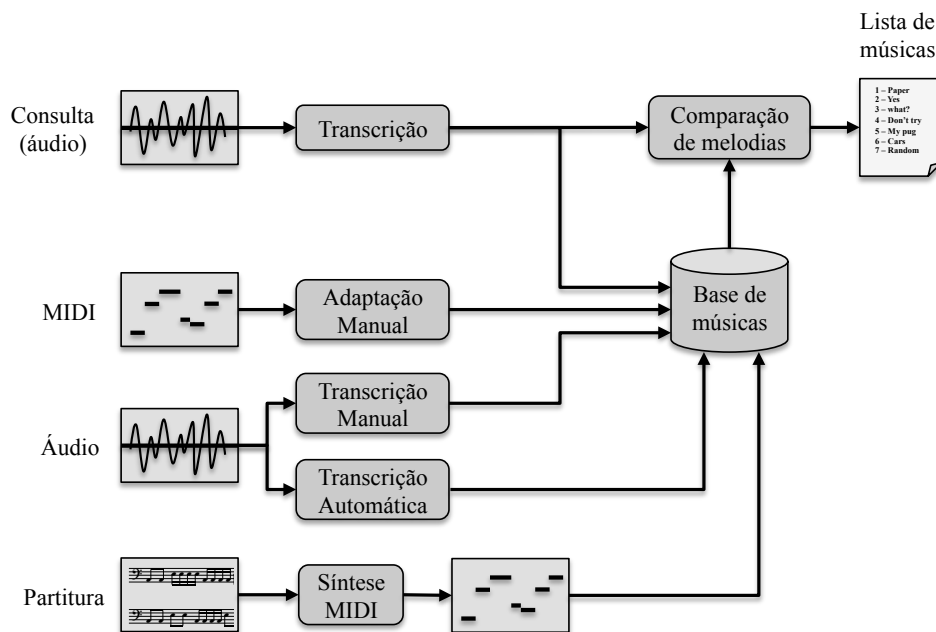 Lista de
músicas
Consulta
(áudio)
Transcrição
Comparação
de melodias
1 – Paper
2 – Yes
3 – what?
4 – Don't try
5 – My pug
6 – Cars
7 – Random
MIDI
Adaptação
Manual
Base de
músicas
Áudio
Transcrição
Manual
Transcrição
Automática
Partitura
Síntese
MIDI